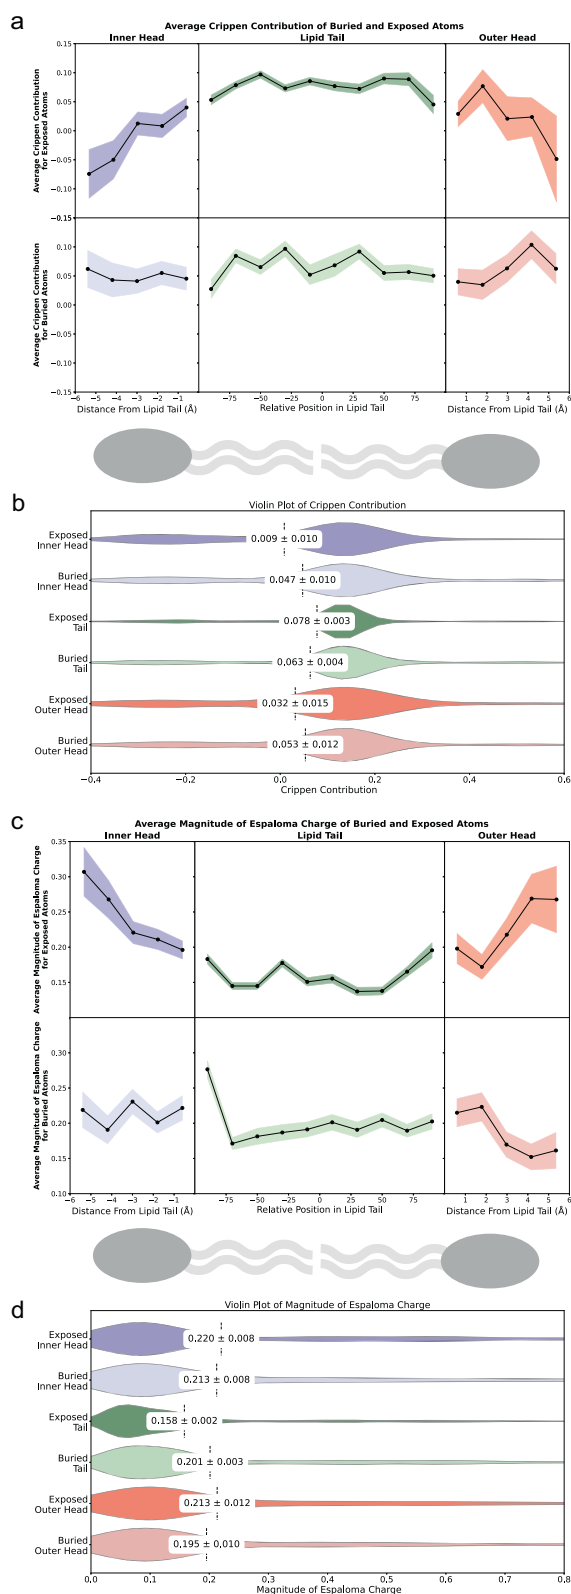 a
Average Crippen Contribution of Buried and Exposed Atoms
Inner Head Lipid Tail Outer Head
Average Crippen Contribution
for Exposed Atoms
0.15
0.10
0.05
0.00
−0.05
−0.10
−0.15
Average Crippen Contribution
for Buried Atoms
0.10
0.05
0.00
−0.05
−0.10
−0.15
−6 −5 −4 −3 −2 −1 −75 −50 −25 0 25 50 75 1 2 3 4 5 6
Distance From Lipid Tail (Å) Relative Position in Lipid Tail Distance From Lipid Tail (Å)
b
Violin Plot of Crippen Contribution
Exposed
Inner Head
0.009 ± 0.010
Buried
Inner Head
0.047 ± 0.010
Exposed
Tail
0.078 ± 0.003
Buried
Tail
0.063 ± 0.004
Exposed
Outer Head
0.032 ± 0.015
Buried
Outer Head
0.053 ± 0.012
−0.4 −0.2 0.0 0.2 0.4 0.6
Crippen Contribution
c
Average Magnitude of Espaloma Charge of Buried and Exposed Atoms
Inner Head Lipid Tail Outer Head
Average Magnitude of Espaloma Charge
for Exposed Atoms
0.35
0.30
0.25
0.20
0.15
Average Magnitude of Espaloma Charge
for Buried Atoms
0.30
0.25
0.20
0.15
0.10
−6 −5 −4 −3 −2 −1 −75 −50 −25 0 25 50 75 1 2 3 4 5 6
Distance From Lipid Tail (Å) Relative Position in Lipid Tail Distance From Lipid Tail (Å)
d
Violin Plot of Magnitude of Espaloma Charge
Exposed
Inner Head
0.220 ± 0.008
Buried
Inner Head
0.213 ± 0.008
Exposed
Tail
0.158 ± 0.002
Buried
Tail
0.201 ± 0.003
Exposed
Outer Head
0.213 ± 0.012
Buried
Outer Head
0.195 ± 0.010
0.0 0.1 0.2 0.3 0.4 0.5 0.6 0.7 0.8
Magnitude of Espaloma Charge